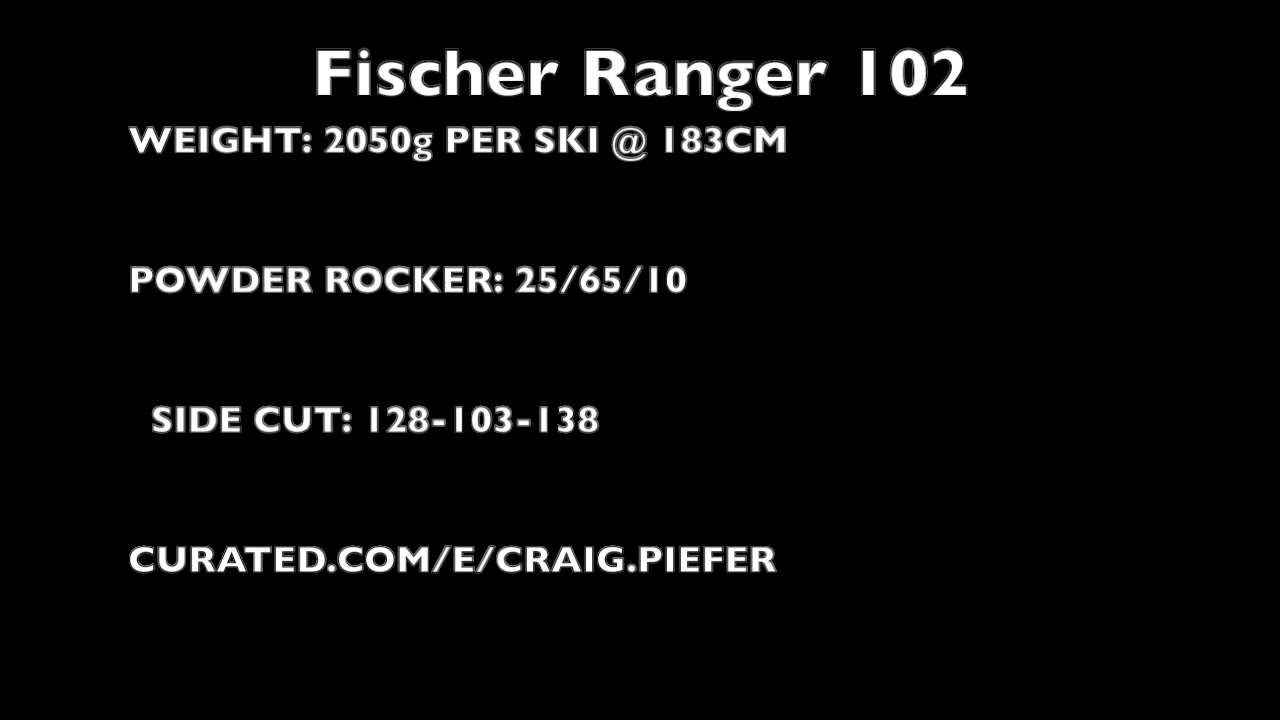 Fischer Ranger 102
WEIGHT: 2050g PER SKI @ 183CM
POWDER ROCKER: 25/65/10
SIDE CUT: 128-103-138
CURATED.COM/E/CRAIG.PIEFER